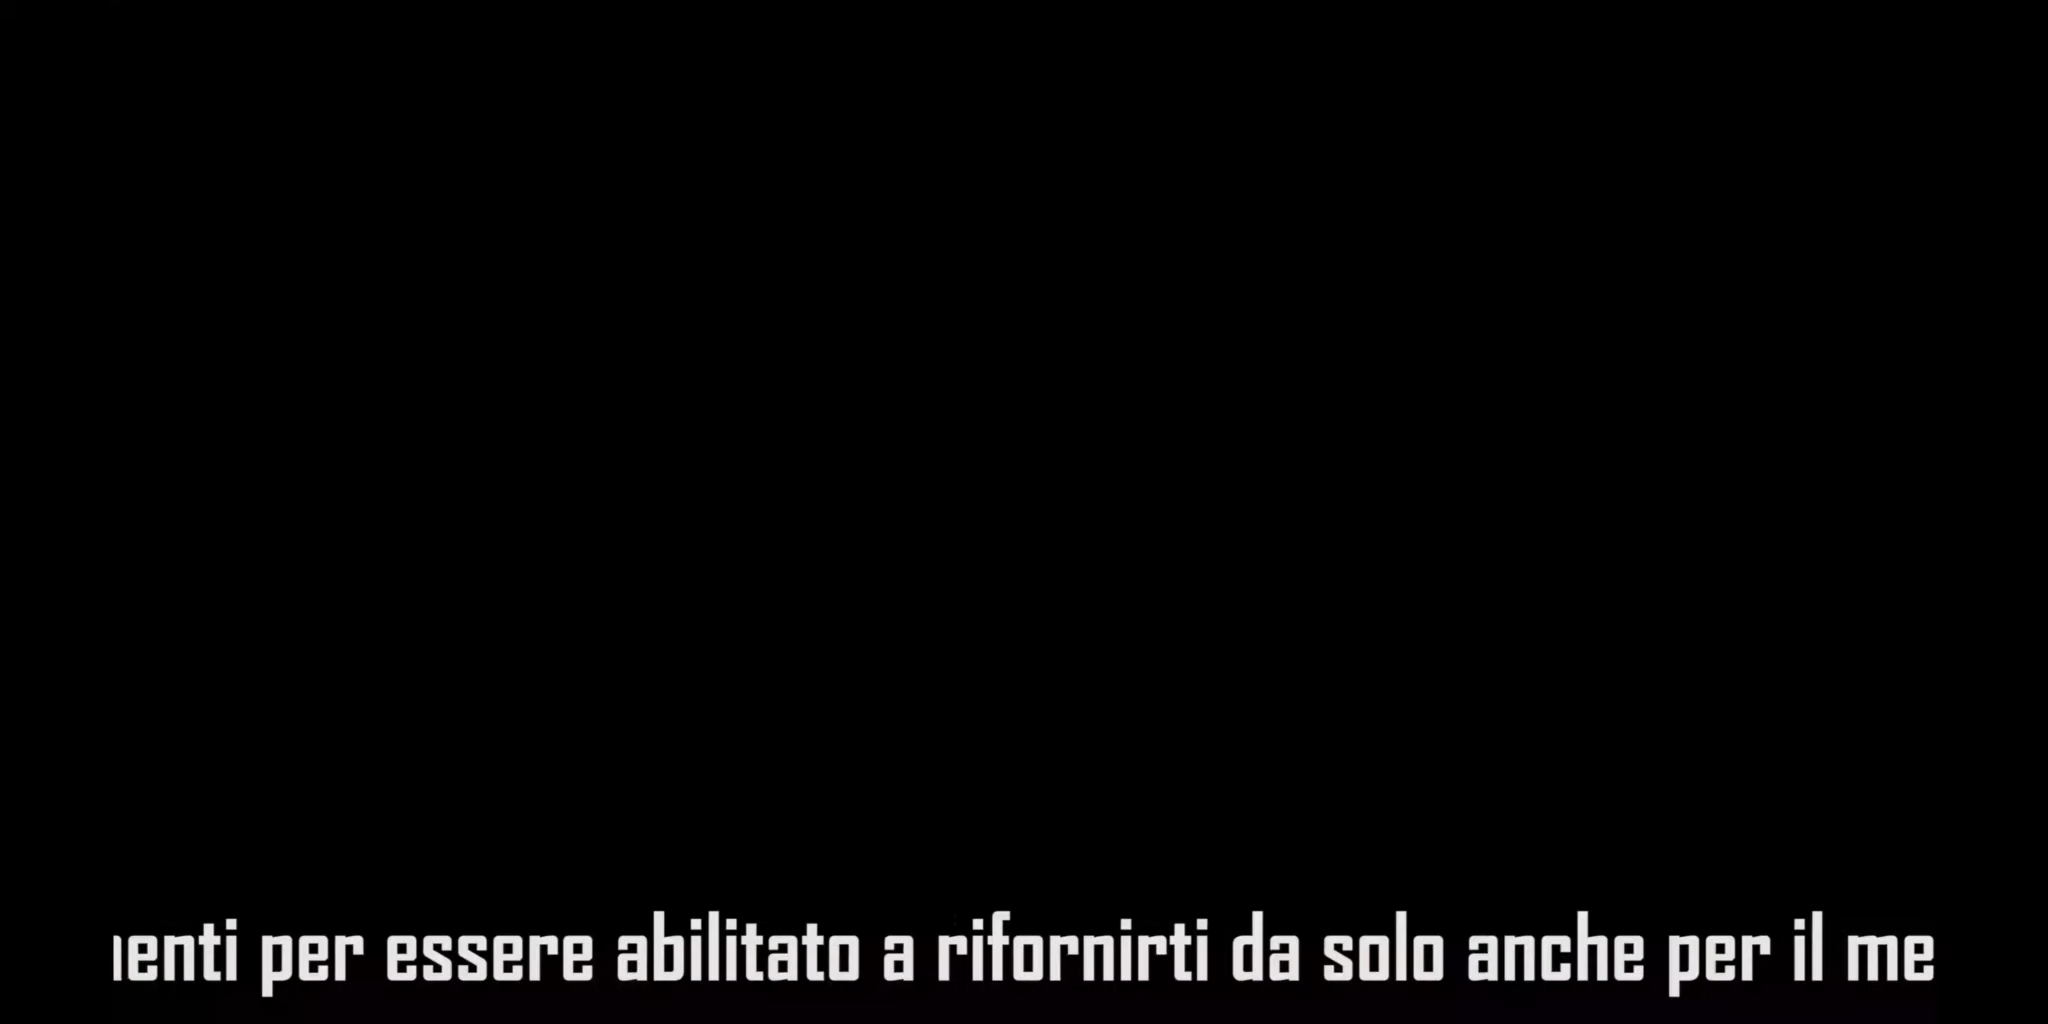 enti per essere abilitato a rifornirti da solo anche per il me